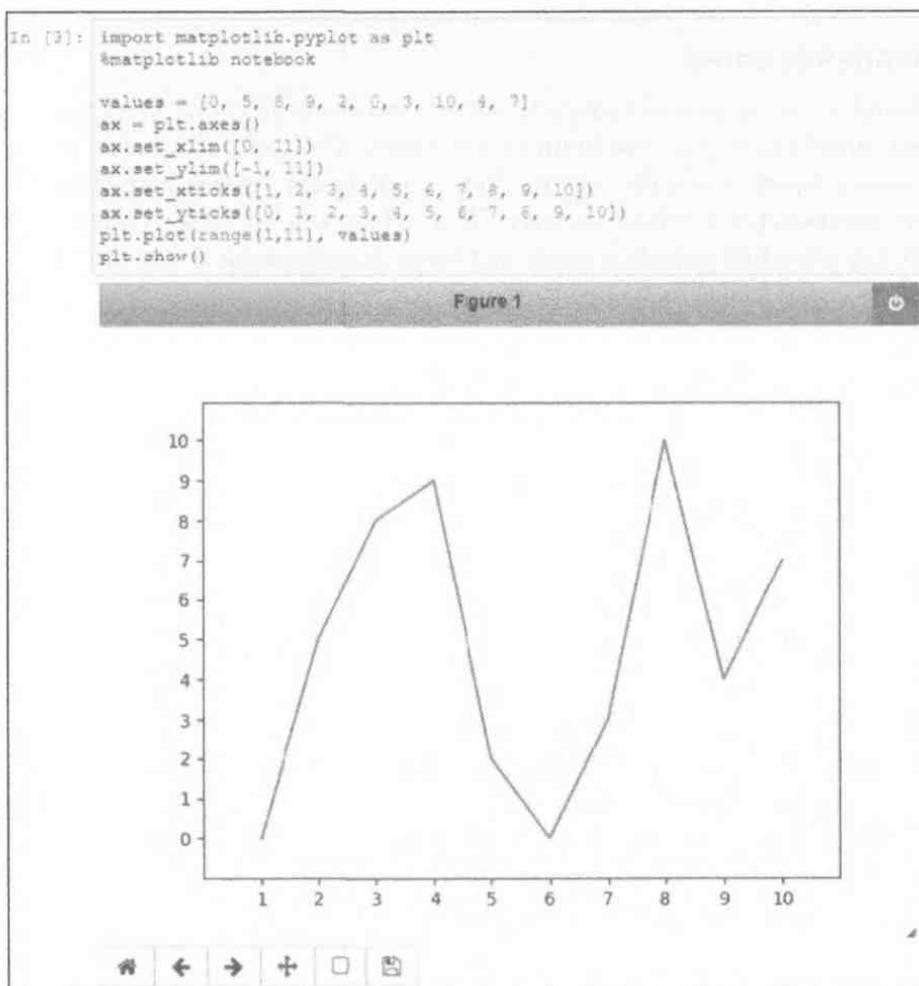 In [3]: import matplotlib.pyplot as plt
%matplotlib notebook
values = [0, 5, 8, 9, 2, 0, 3, 10, 4, 7]
ax = plt.axes()
ax.set_xlim([0, 11])
ax.set_ylim([-1, 11])
ax.set_xticks([1, 2, 3, 4, 5, 6, 7, 8, 9, 10])
ax.set_yticks([0, 1, 2, 3, 4, 5, 6, 7, 8, 9, 10])
plt.plot(range(1,11), values)
plt.show()
Figure 1
10
9
8
7
6
5
4
3
2
1
0
1 2 3 4 5 6 7 8 9 10